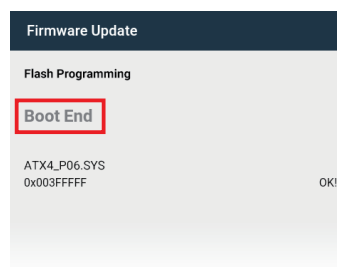 Firmware Update
Flash Programming
Boot End
ATX4_P06.SYS
0x003FFFFF OK!